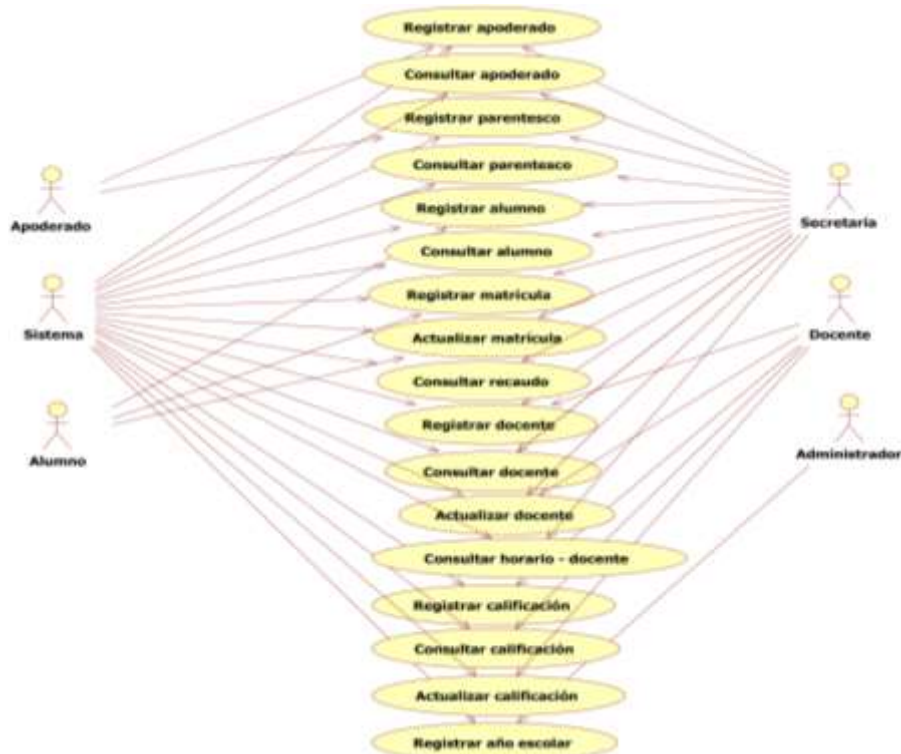 Registrar apoderado
Consultar apoderado
Registrar parentesco
Consultar parentesco
Apoderado
Secretaria
Registrar alumno
Consultar alumno
Registrar matrícula
Sistema
Docente
Actualizar matrícula
Consultar recaudo
Registrar docente
Alumno
Administrador
Consultar docente
Actualizar docente
Consultar horario - docente
Registrar calificación
Consultar calificación
Actualizar calificación
Registrar año escolar